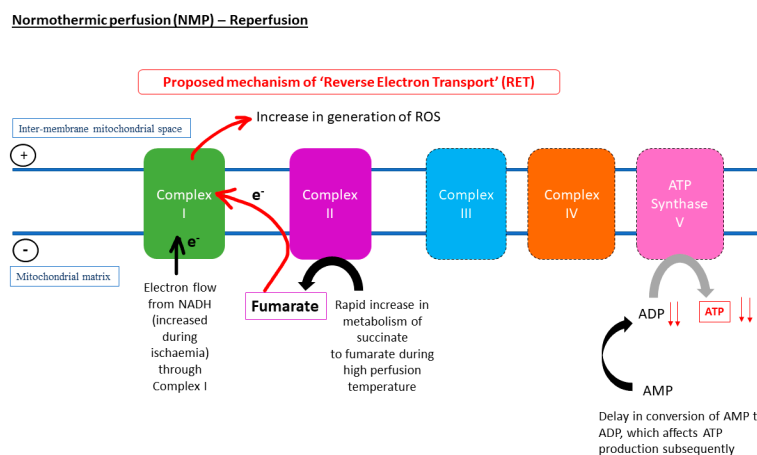 Normothermic perfusion (NMP) – Reperfusion
Proposed mechanism of ‘Reverse Electron Transport’ (RET)
Increase in generation of ROS
Inter-membrane mitochondrial space
+
Complex
I
e-
Complex
II
Complex
III
Complex
IV
ATP
Synthase
V
-
e-
Mitochondrial matrix
Electron flow
from NADH
(increased
during
ischaemia)
through
Complex I
Fumarate
Rapid increase in
metabolism of
succinate
to fumarate during
high perfusion
temperature
ADP
ATP
AMP
Delay in conversion of AMP t
ADP, which affects ATP
production subsequently